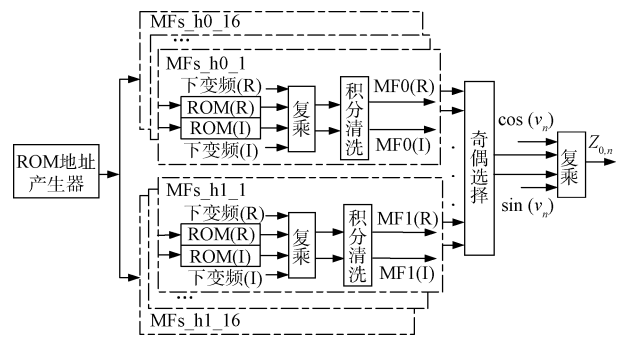 MFs_h0_16
...
MFs_h0_1
下变频(R)
ROM(R)
ROM(I)
下变频(I)
复乘
积分清洗
MF0(R)
MF0(I)
ROM地址
产生器
MFs_h1_1
下变频(R)
ROM(R)
ROM(I)
下变频(I)
复乘
积分清洗
MF1(R)
MF1(I)
...
MFs_h1_16
奇偶选择
cos (vₙ)
sin (vₙ)
复乘
Z₀,ₙ